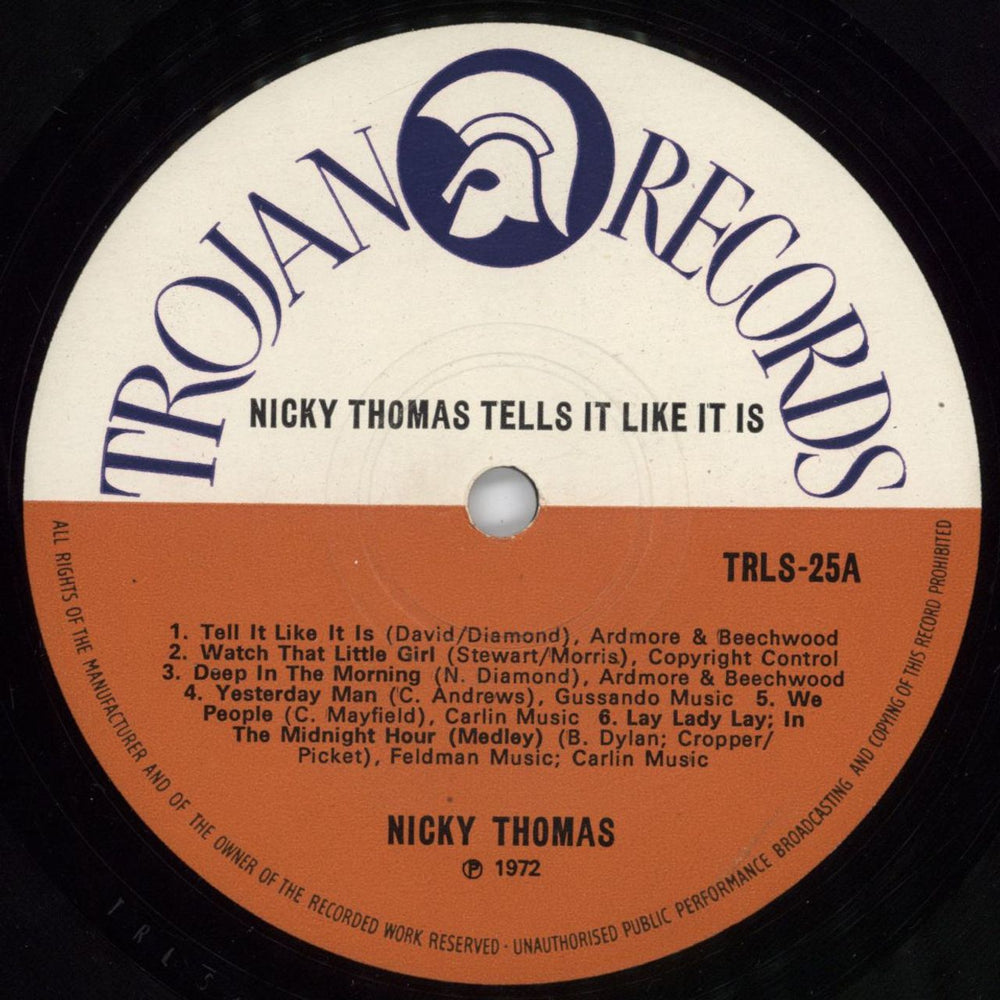 TROJAN RECORDS
NICKY THOMAS TELLS IT LIKE IT IS
TRLS-25A
1. Tell It Like It Is (David/Diamond), Ardmore & Beechwood
2. Watch That Little Girl (Stewart/Morris), Copyright Control
3. Deep In The Morning (N. Diamond), Ardmore & Beechwood
4. Yesterday Man (C. Andrews), Gussando Music 5. We
People (C. Mayfield), Carlin Music 6. Lay Lady Lay; In
The Midnight Hour (Medley) (B. Dylan; Cropper/
Picket), Feldman Music; Carlin Music
NICKY THOMAS
℗ 1972
ALL RIGHTS OF THE MANUFACTURER AND OF THE OWNER OF THE RECORDED WORK RESERVED - UNAUTHORISED PUBLIC PERFORMANCE BROADCASTING AND COPYING OF THIS RECORD PROHIBITED
T R L S